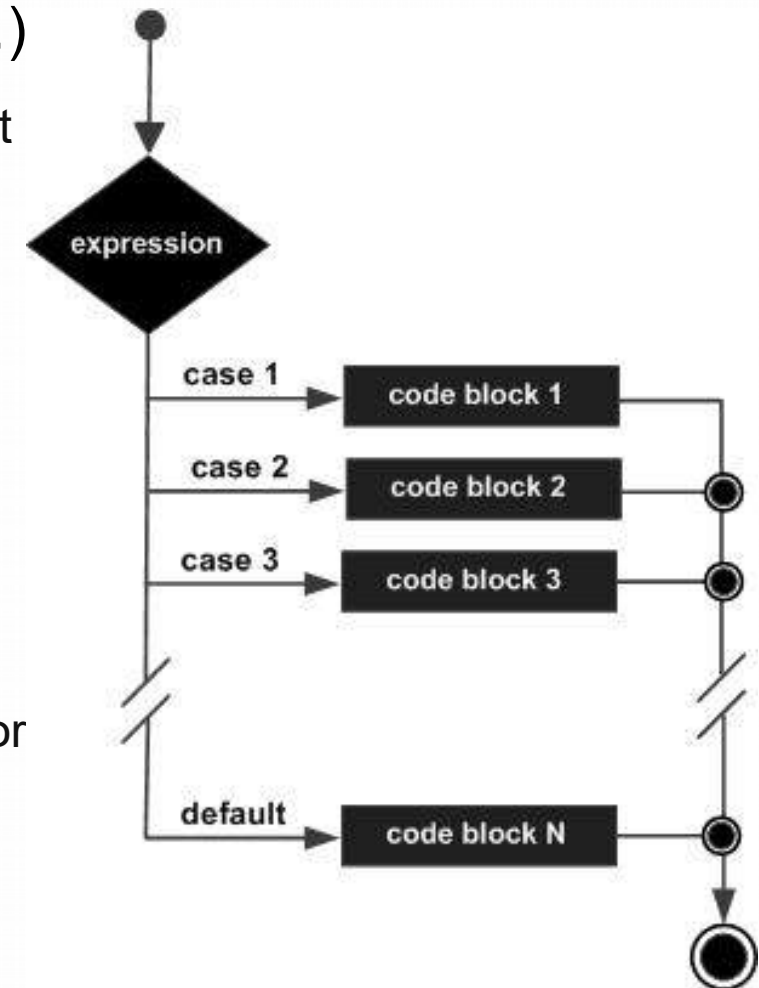 .)
t
expression
case 1
code block 1
case 2
code block 2
case 3
code block 3
or
default
code block N